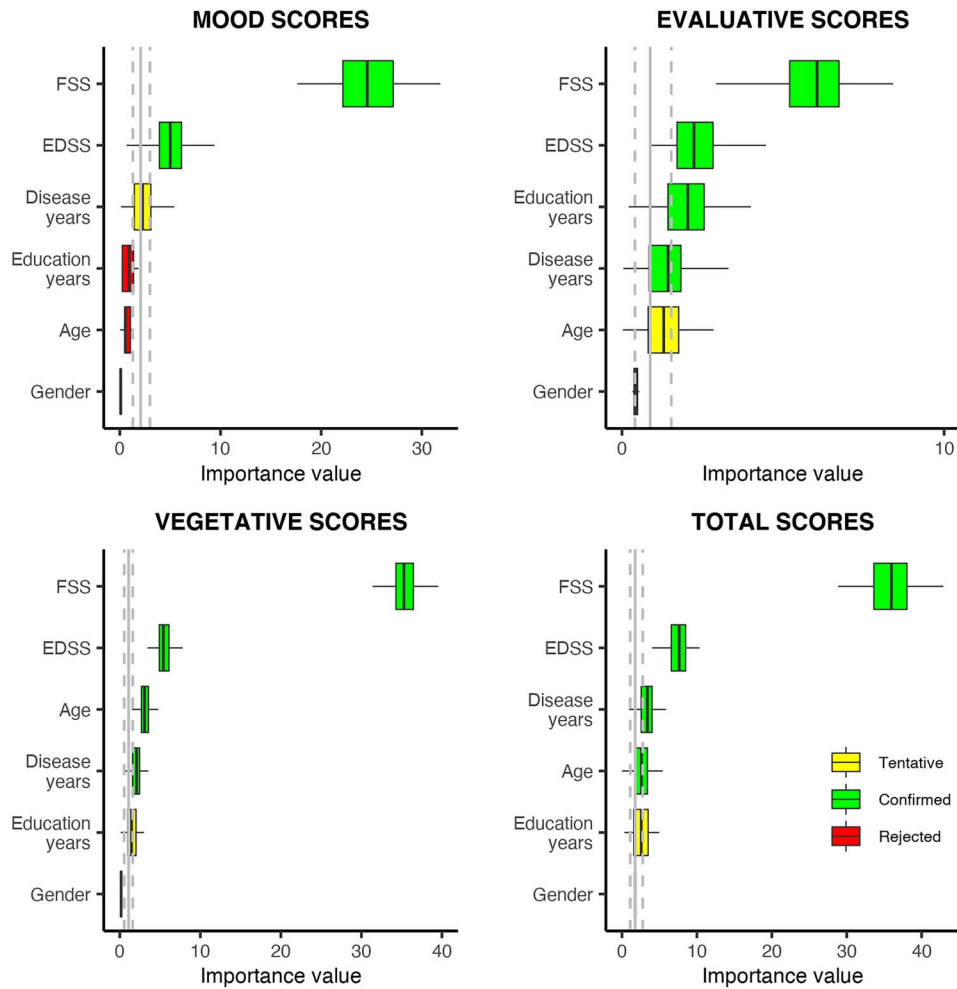 MOOD SCORES
FSS
EDSS
Disease
years
Education
years
Age
Gender
0
10
20
30
Importance value
EVALUATIVE SCORES
FSS
EDSS
Education
years
Disease
years
Age
Gender
0
10
Importance value
VEGETATIVE SCORES
FSS
EDSS
Age
Disease
years
Education
years
Gender
0
10
20
30
40
Importance value
TOTAL SCORES
FSS
EDSS
Disease
years
Age
Education
years
Gender
Tentative
Confirmed
Rejected
0
10
20
30
40
Importance value